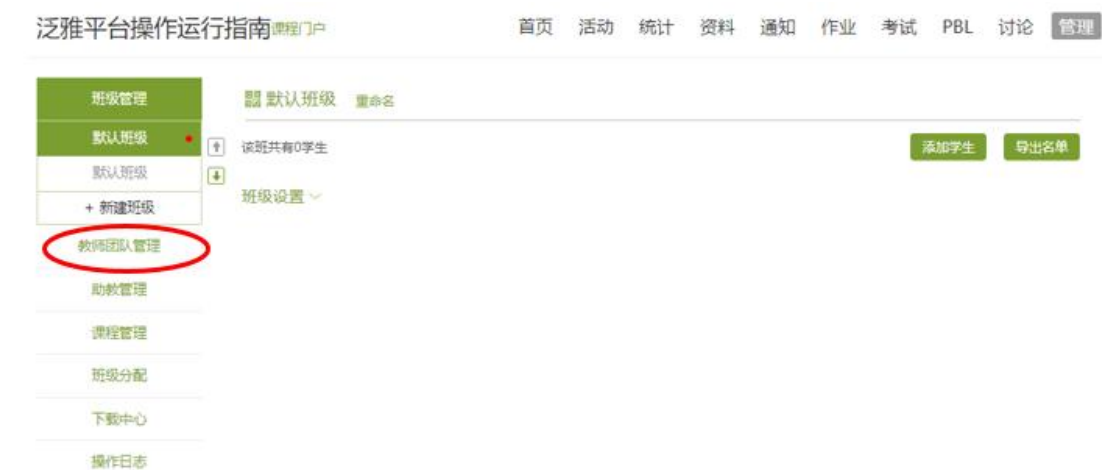 泛雅平台操作运行指南 课程门户 首页 活动 统计 资料 通知 作业 考试 PBL 讨论 管理
班级管理
默认班级
默认班级
+ 新建班级
教师团队管理
助教管理
课程管理
班级分配
下载中心
操作日志
默认班级 重命名
该班共有0学生 添加学生 导出名单
班级设置